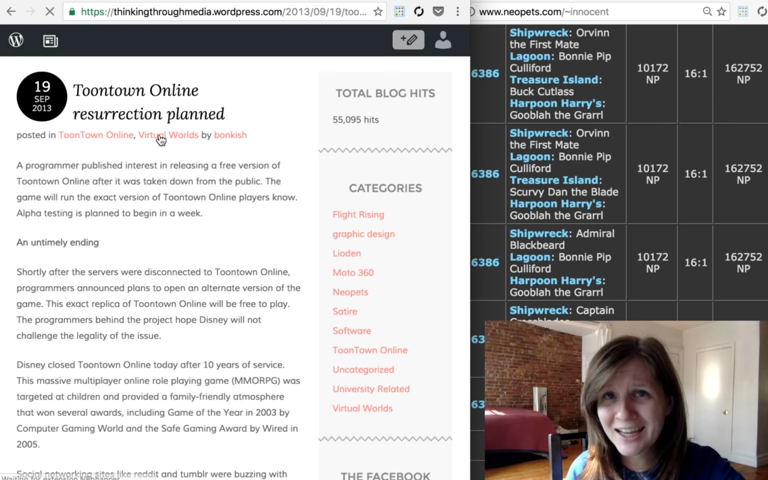 https://thinkingthroughmedia.wordpress.com/2013/09/19/too...
19
SEP
2013
Toontown Online
resurrection planned
posted in ToonTown Online, Virtual Worlds by bonkish
A programmer published interest in releasing a free version of
Toontown Online after it was taken down from the public. The
game will run the exact version of Toontown Online players know.
Alpha testing is planned to begin in a week.
An untimely ending
Shortly after the servers were disconnected to Toontown Online,
programmers announced plans to open an alternate version of the
game. This exact replica of Toontown Online will be free to play.
The programmers behind the project hope Disney will not
challenge the legality of the issue.
Disney closed Toontown Online today after 10 years of service.
This massive multiplayer online role playing game (MMORPG) was
targeted at children and provided a family-friendly atmosphere
that won several awards, including Game of the Year in 2003 by
Computer Gaming World and the Safe Gaming Award by Wired in
2005.
Social networking sites like reddit and tumblr were buzzing with
TOTAL BLOG HITS
55,095 hits
CATEGORIES
Flight Rising
graphic design
Lioden
Moto 360
Neopets
Satire
Software
ToonTown Online
Uncategorized
University Related
Virtual Worlds
THE FACEBOOK
www.neopets.com/~innocent
6386
Shipwreck: Orvinn
the First Mate
Lagoon: Bonnie Pip
Culliford
Treasure Island:
Buck Cutlass
Harpoon Harry's:
Gooblah the Grarrl
10172
NP
16:1
162752
NP
6386
Shipwreck: Orvinn
the First Mate
Lagoon: Bonnie Pip
Culliford
Treasure Island:
Scurvy Dan the Blade
Harpoon Harry's:
Gooblah the Grarrl
10172
NP
16:1
162752
NP
6386
Shipwreck: Admiral
Blackbeard
Lagoon: Bonnie Pip
Culliford
Harpoon Harry's:
Gooblah the Grarrl
10172
NP
16:1
162752
NP
Shipwreck: Captain